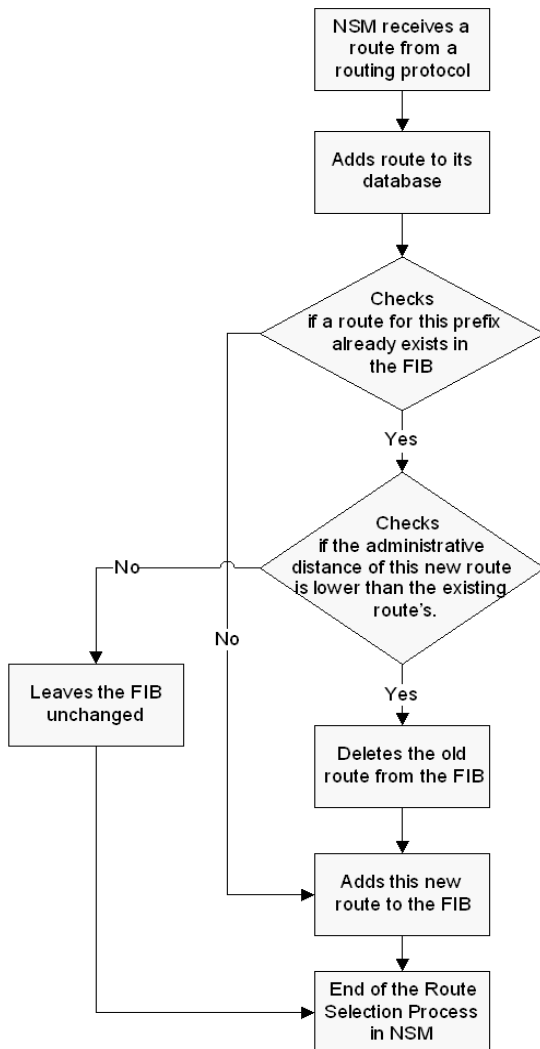 NSM receives a
route from a
routing protocol
Adds route to its
database
Checks
if a route for this prefix
already exists in
the FIB
Yes
Checks
if the administrative
distance of this new route
is lower than the existing
route's.
No
No
Yes
Leaves the FIB
unchanged
Deletes the old
route from the FIB
Adds this new
route to the FIB
End of the Route
Selection Process
in NSM